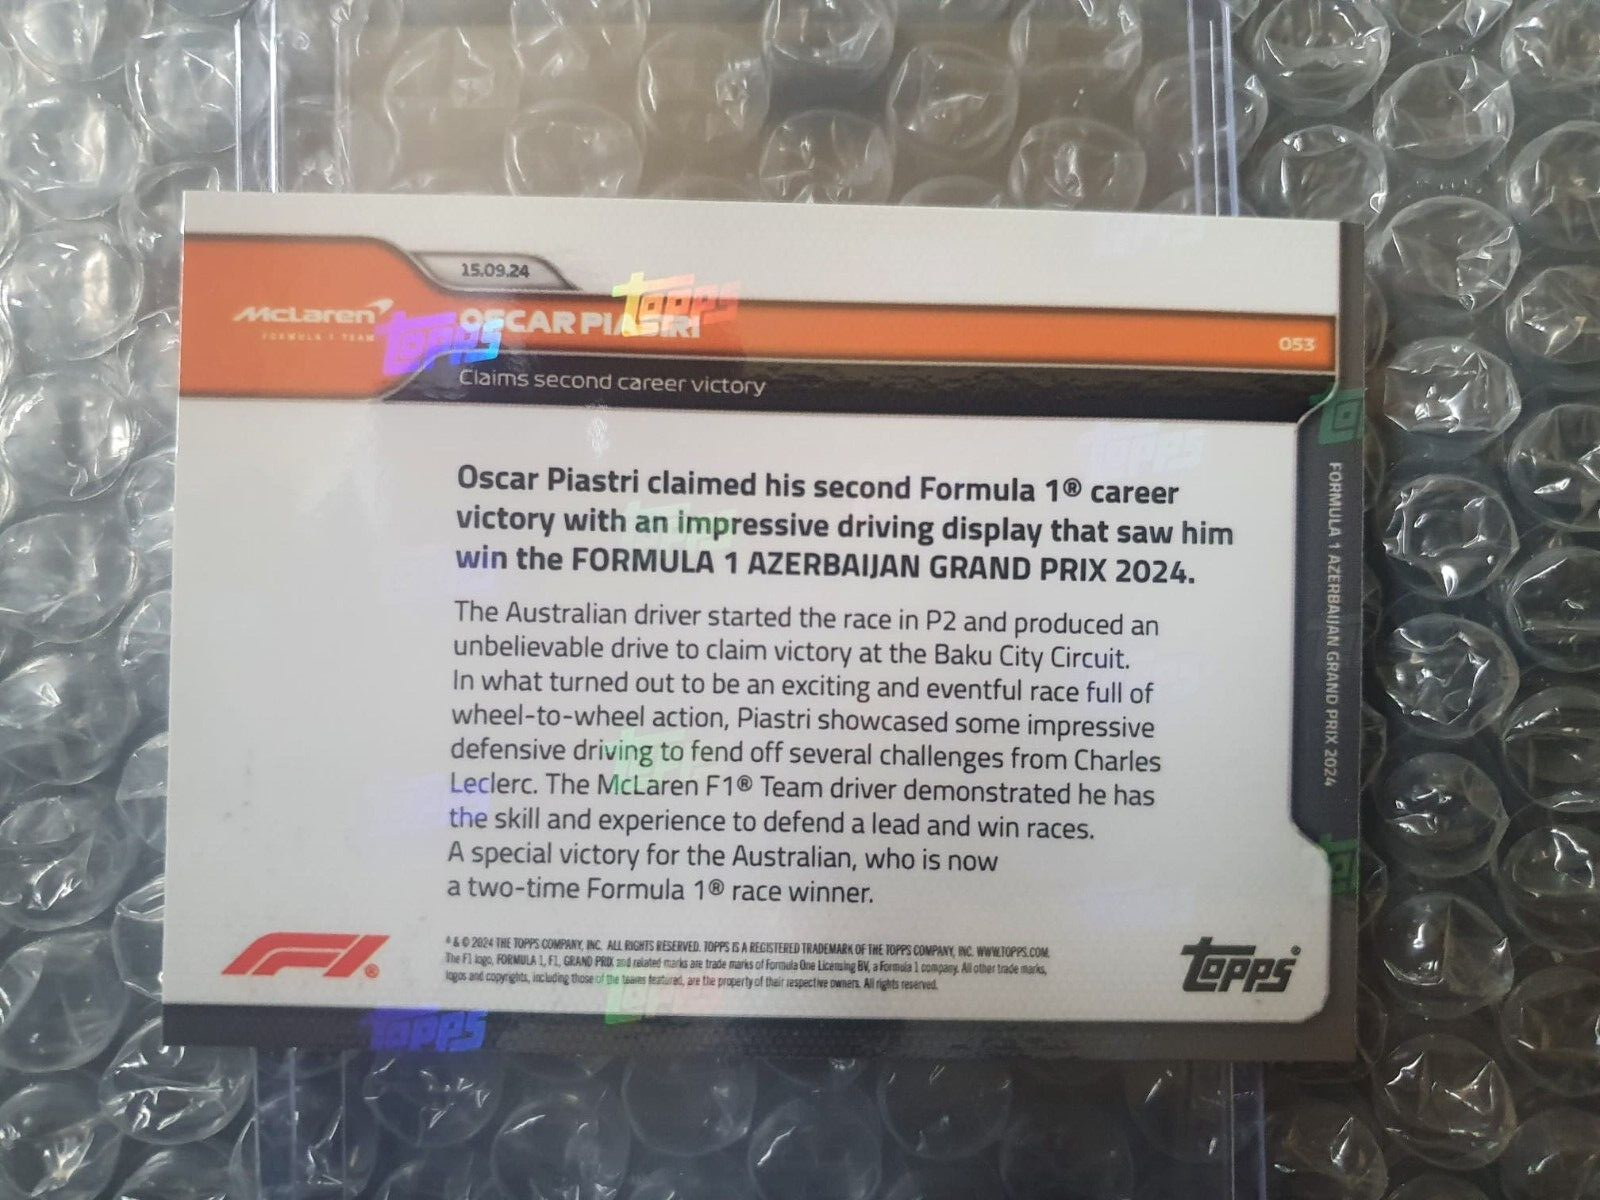 15.09.24
McLaren
FORMULA 1 TEAM
OSCAR PIASTRI
053
Claims second career victory
Oscar Piastri claimed his second Formula 1® career
victory with an impressive driving display that saw him
win the FORMULA 1 AZERBAIJAN GRAND PRIX 2024.
The Australian driver started the race in P2 and produced an
unbelievable drive to claim victory at the Baku City Circuit.
In what turned out to be an exciting and eventful race full of
wheel-to-wheel action, Piastri showcased some impressive
defensive driving to fend off several challenges from Charles
Leclerc. The McLaren F1® Team driver demonstrated he has
the skill and experience to defend a lead and win races.
A special victory for the Australian, who is now
a two-time Formula 1® race winner.
FORMULA 1 AZERBAIJAN GRAND PRIX 2024
F1®
® & © 2024 THE TOPPS COMPANY, INC. ALL RIGHTS RESERVED. TOPPS IS A REGISTERED TRADEMARK OF THE TOPPS COMPANY, INC. WWW.TOPPS.COM.
The F1 logo, FORMULA 1, F1, GRAND PRIX and related marks are trade marks of Formula One Licensing BV, a Formula 1 company. All other trade marks,
logos and copyrights, including those of the teams featured, are the property of their respective owners. All rights reserved.
Topps®
Topps
Topps
Topps
Topps